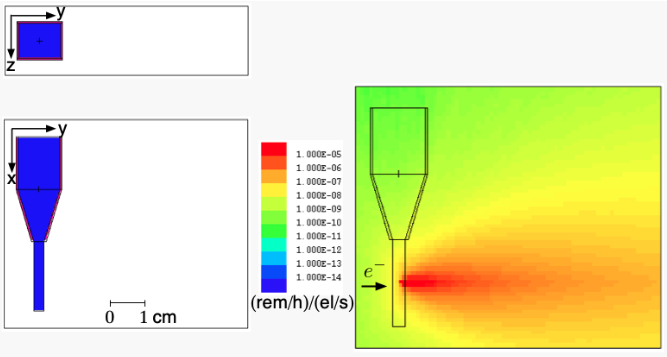 y
z
y
x
0 1 cm
1.000E-05
1.000E-06
1.000E-07
1.000E-08
1.000E-09
1.000E-10
1.000E-11
1.000E-12
1.000E-13
1.000E-14
(rem/h)/(el/s)
e⁻